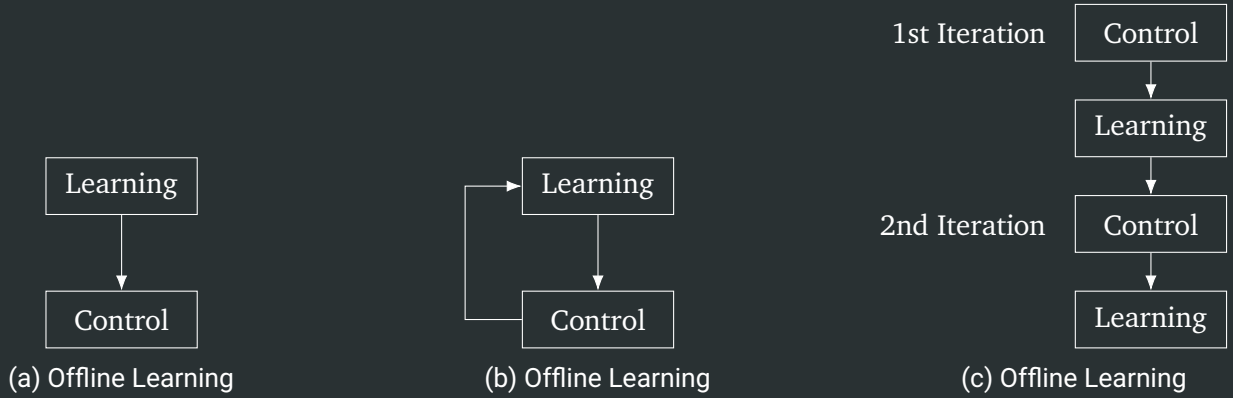 Learning
Control
(a) Offline Learning
Learning
Control
(b) Offline Learning
1st Iteration
Control
Learning
2nd Iteration
Control
Learning
(c) Offline Learning